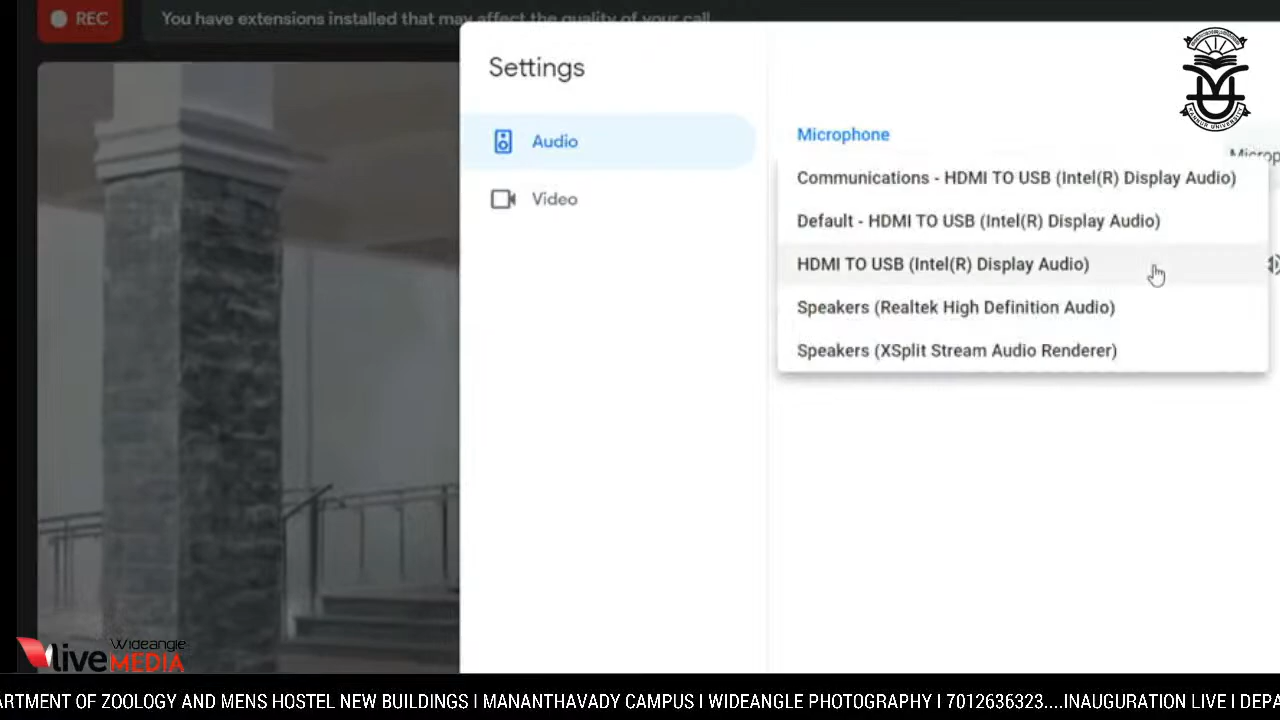 REC
You have extensions installed that may affect the quality of your call
Settings
Audio
Video
Microphone
Communications - HDMI TO USB (Intel(R) Display Audio)
Default - HDMI TO USB (Intel(R) Display Audio)
HDMI TO USB (Intel(R) Display Audio)
Speakers (Realtek High Definition Audio)
Speakers (XSplit Stream Audio Renderer)
KANNUR UNIVERSITY
Wideangle
live MEDIA
ARTMENT OF ZOOLOGY AND MENS HOSTEL NEW BUILDINGS I MANANTHAVADY CAMPUS I WIDEANGLE PHOTOGRAPHY I 7012636323....INAUGURATION LIVE I DEPA